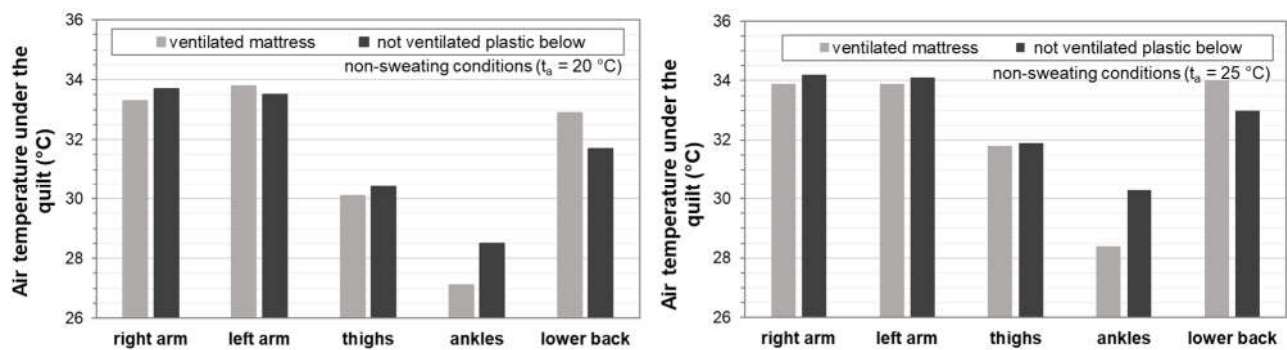 Air temperature under the
quilt (°C)
36
34
32
30
28
26
ventilated mattress
not ventilated plastic below
non-sweating conditions (tₐ = 20 °C)
right arm
left arm
thighs
ankles
lower back
Air temperature under the
quilt (°C)
36
34
32
30
28
26
ventilated mattress
not ventilated plastic below
non-sweating conditions (tₐ = 25 °C)
right arm
left arm
thighs
ankles
lower back